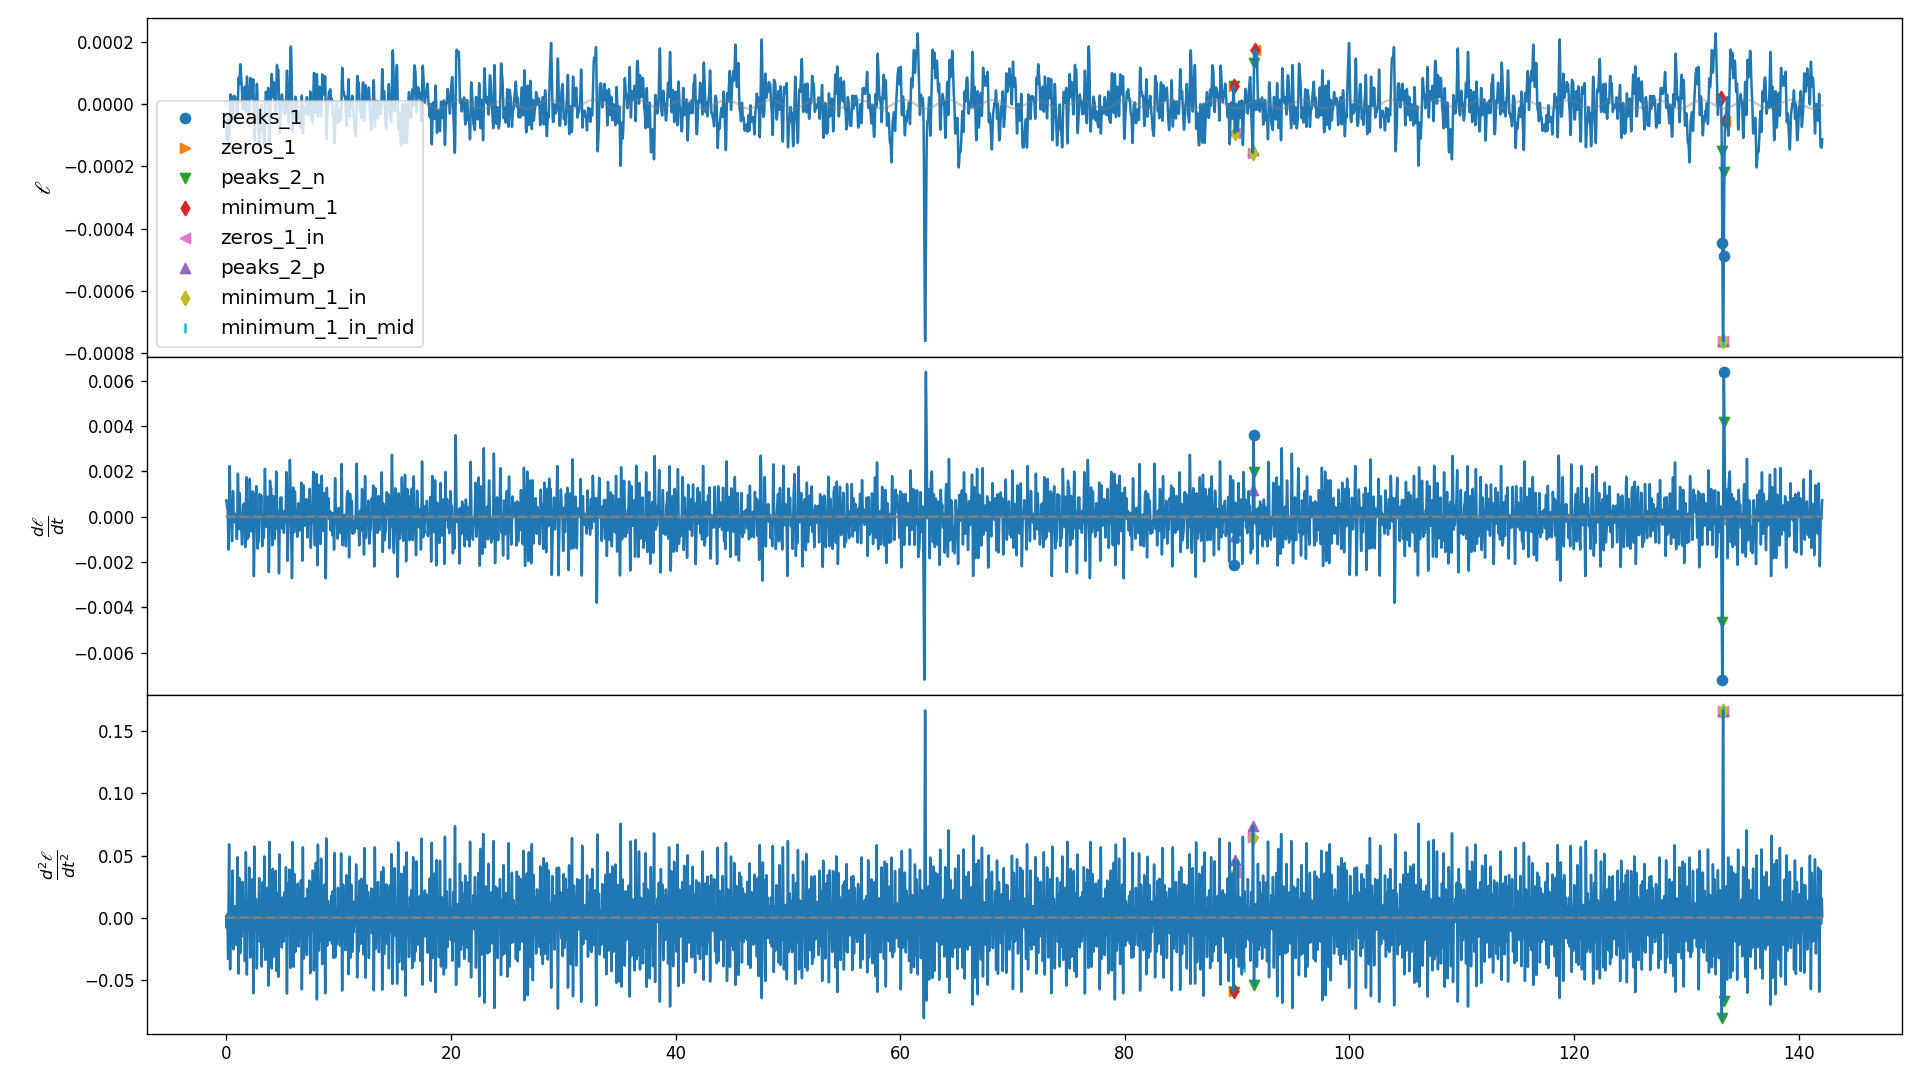 0.0002
0.0000
−0.0002
−0.0004
−0.0006
−0.0008
ℓ
peaks_1
zeros_1
peaks_2_n
minimum_1
zeros_1_in
peaks_2_p
minimum_1_in
minimum_1_in_mid
0.006
0.004
0.002
0.000
−0.002
−0.004
−0.006
dℓ
dt
0.15
0.10
0.05
0.00
−0.05
d²ℓ
dt²
0 20 40 60 80 100 120 140